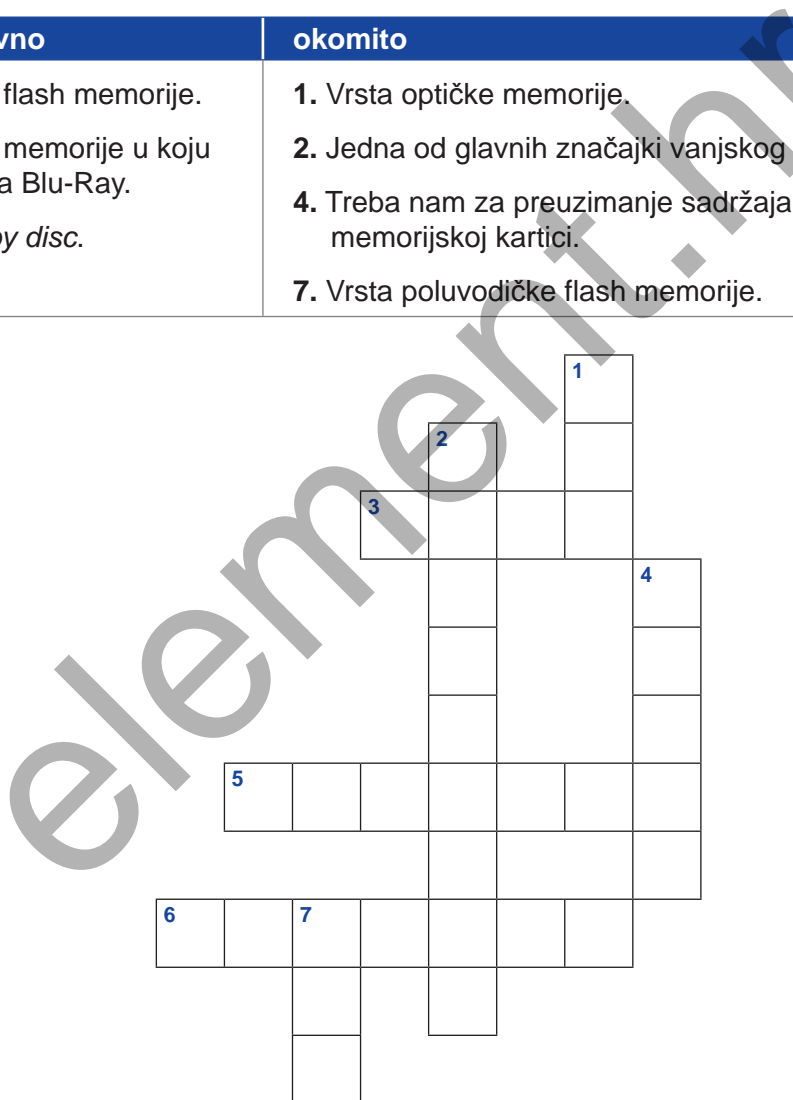 vno
okomito
flash memorije.
memorije u koju
a Blu-Ray.
by disc.
1. Vrsta optičke memorije.
2. Jedna od glavnih značajki vanjskog
4. Treba nam za preuzimanje sadržaja
memorijskoj kartici.
7. Vrsta poluvodičke flash memorije.
1
2
3
4
5
6
7
element.hr